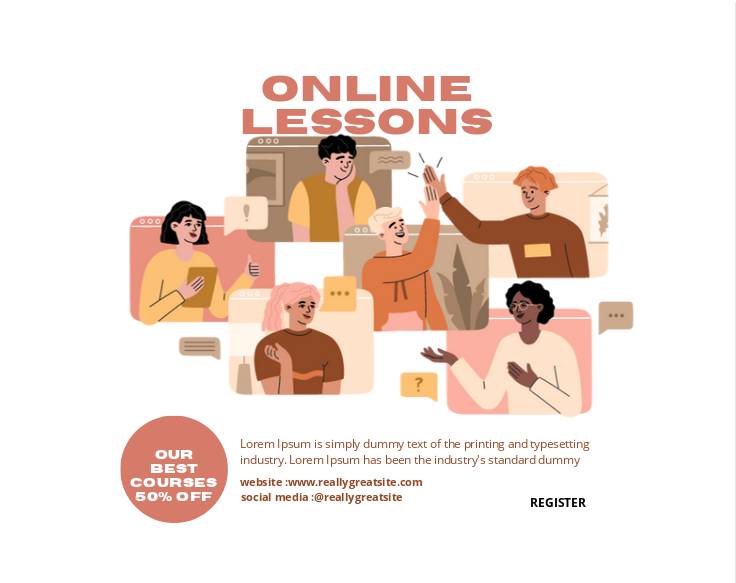 ONLINE
LESSONS
!
?
OUR
BEST
COURSES
50% OFF
Lorem Ipsum is simply dummy text of the printing and typesetting
industry. Lorem Ipsum has been the industry's standard dummy
website :www.reallygreatsite.com
social media :@reallygreatsite
REGISTER